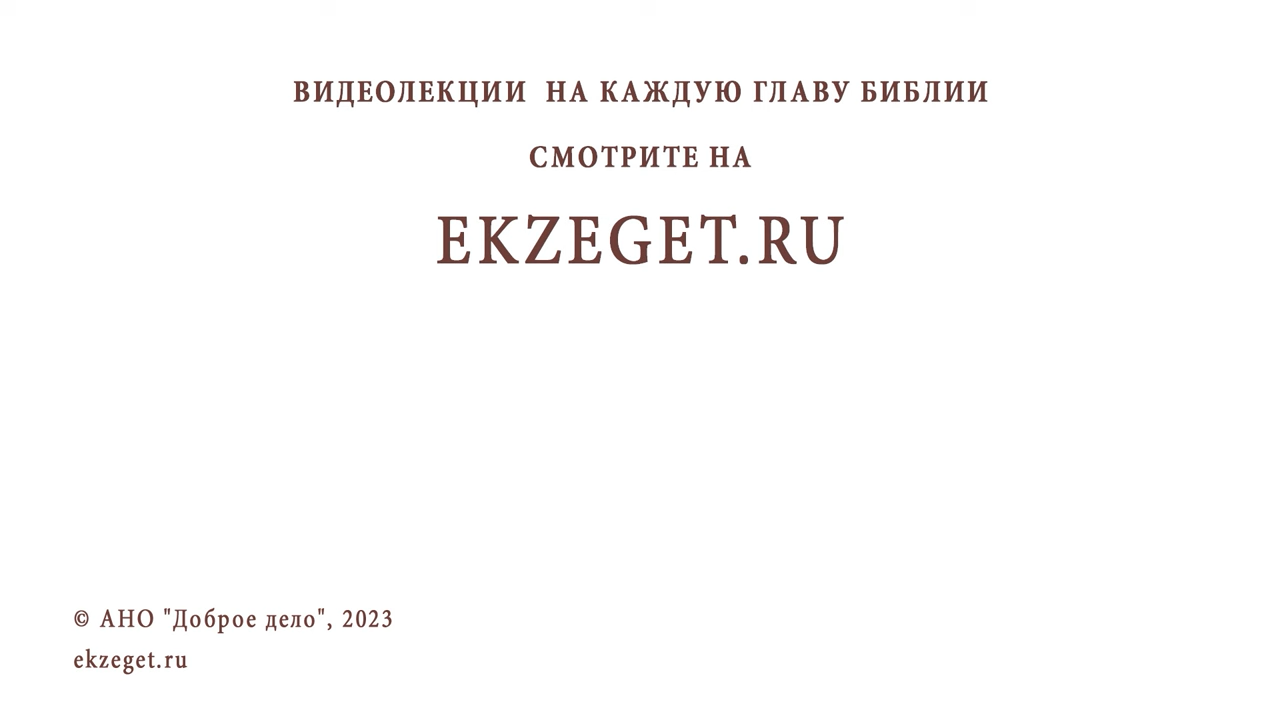 ВИДЕОЛЕКЦИИ НА КАЖДУЮ ГЛАВУ БИБЛИИ
СМОТРИТЕ НА
EKZEGET.RU
© АНО "Доброе дело", 2023
ekzeget.ru